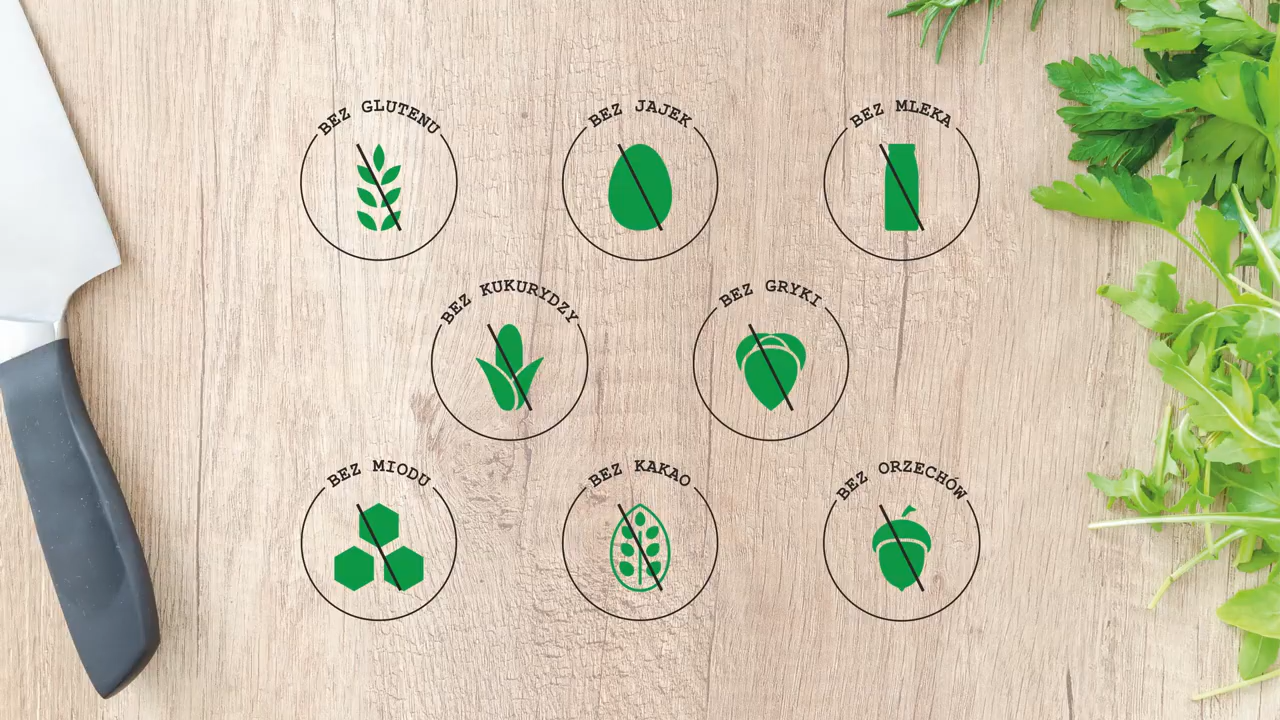 BEZ GLUTENU
BEZ JAJEK
BEZ MLEKA
BEZ KUKURYDZY
BEZ GRYKI
BEZ MIODU
BEZ KAKAO
BEZ ORZECHÓW